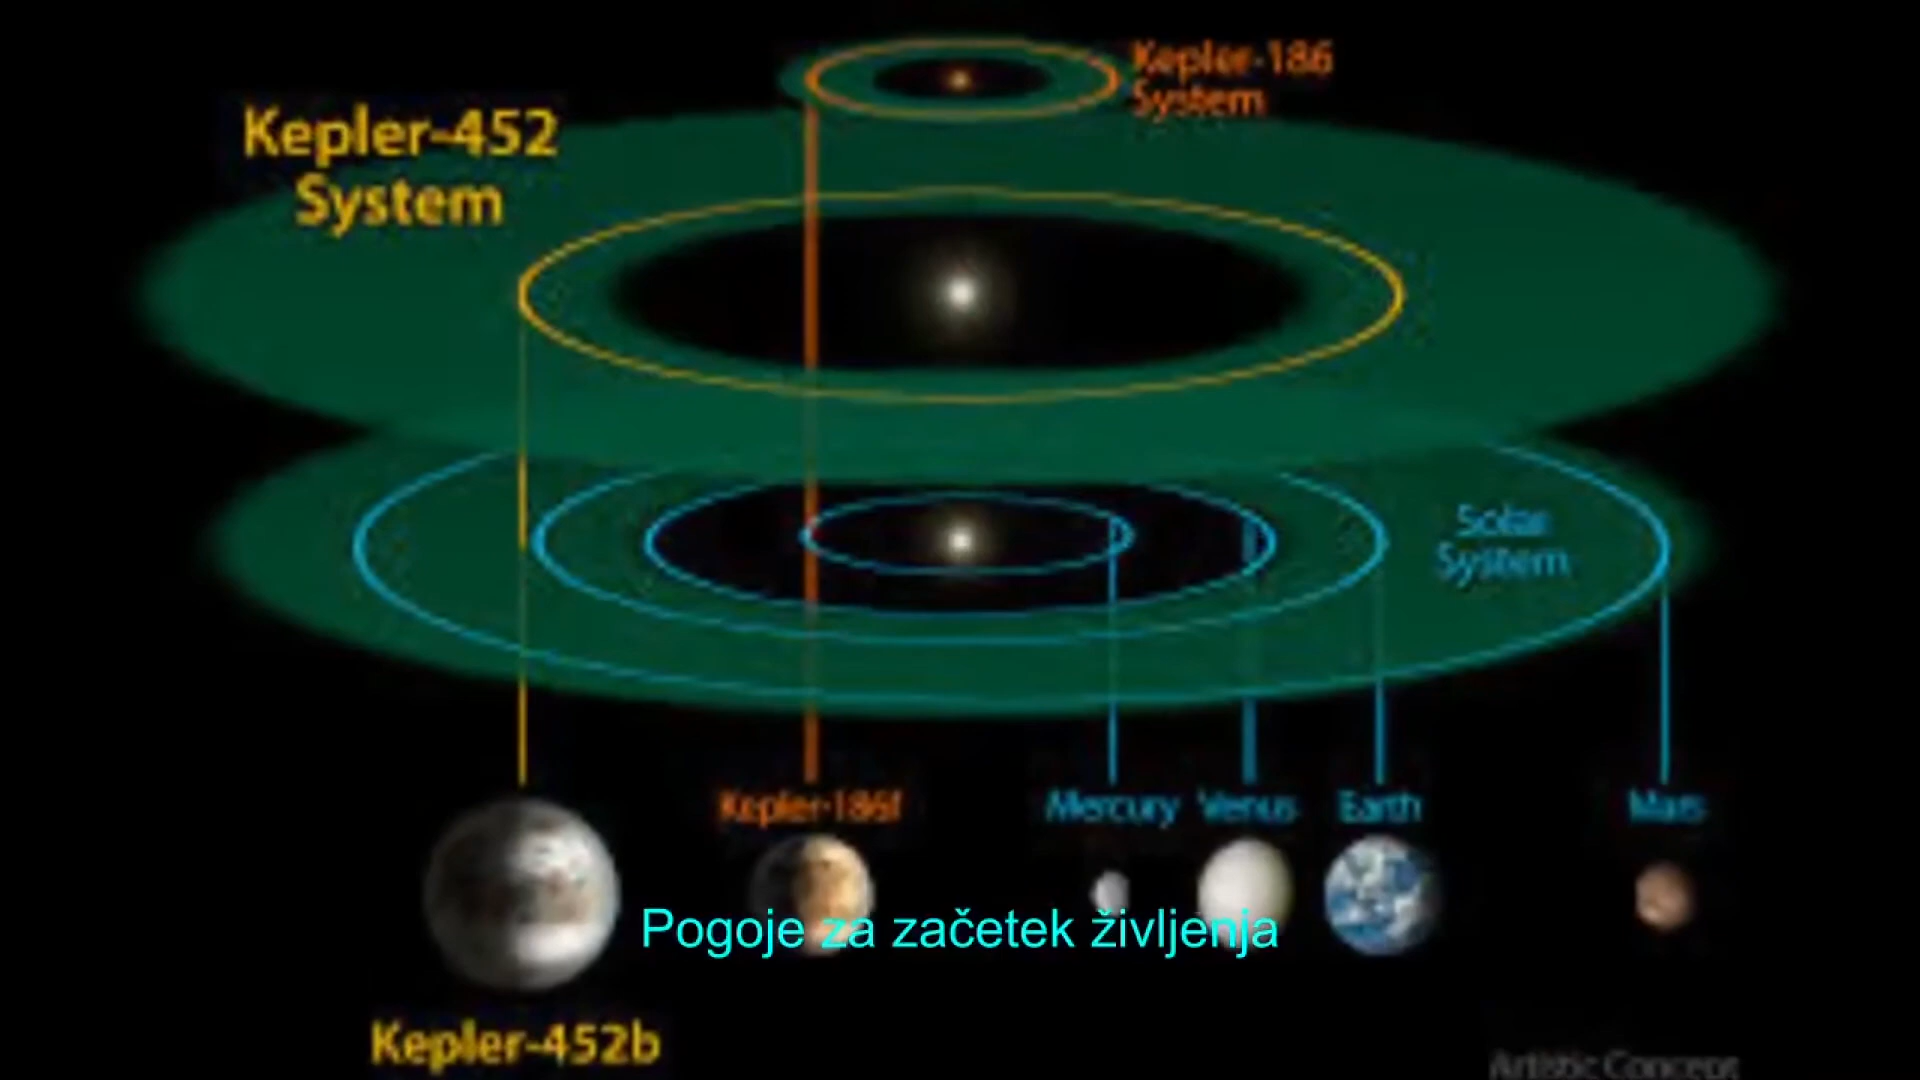 Kepler-186
System
Kepler-452
System
Solar
System
Kepler-186f
Mercury
Venus
Earth
Mars
Pogoje za začetek življenja
Kepler-452b
Artistic Concept